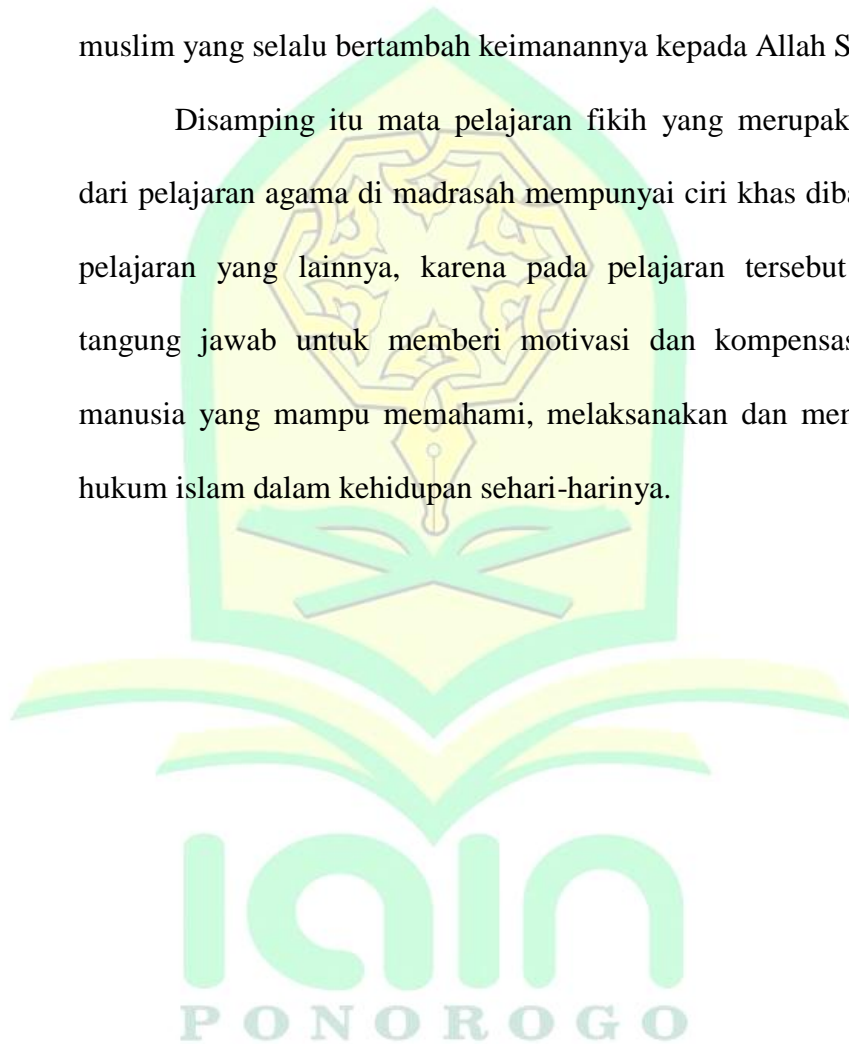 muslim yang selalu bertambah keimanannya kepada Allah S
Disamping itu mata pelajaran fikih yang merupak
dari pelajaran agama di madrasah mempunyai ciri khas diba
pelajaran yang lainnya, karena pada pelajaran tersebut
tangung jawab untuk memberi motivasi dan kompensas
manusia yang mampu memahami, melaksanakan dan men
hukum islam dalam kehidupan sehari-harinya.
iain
PONOROGO